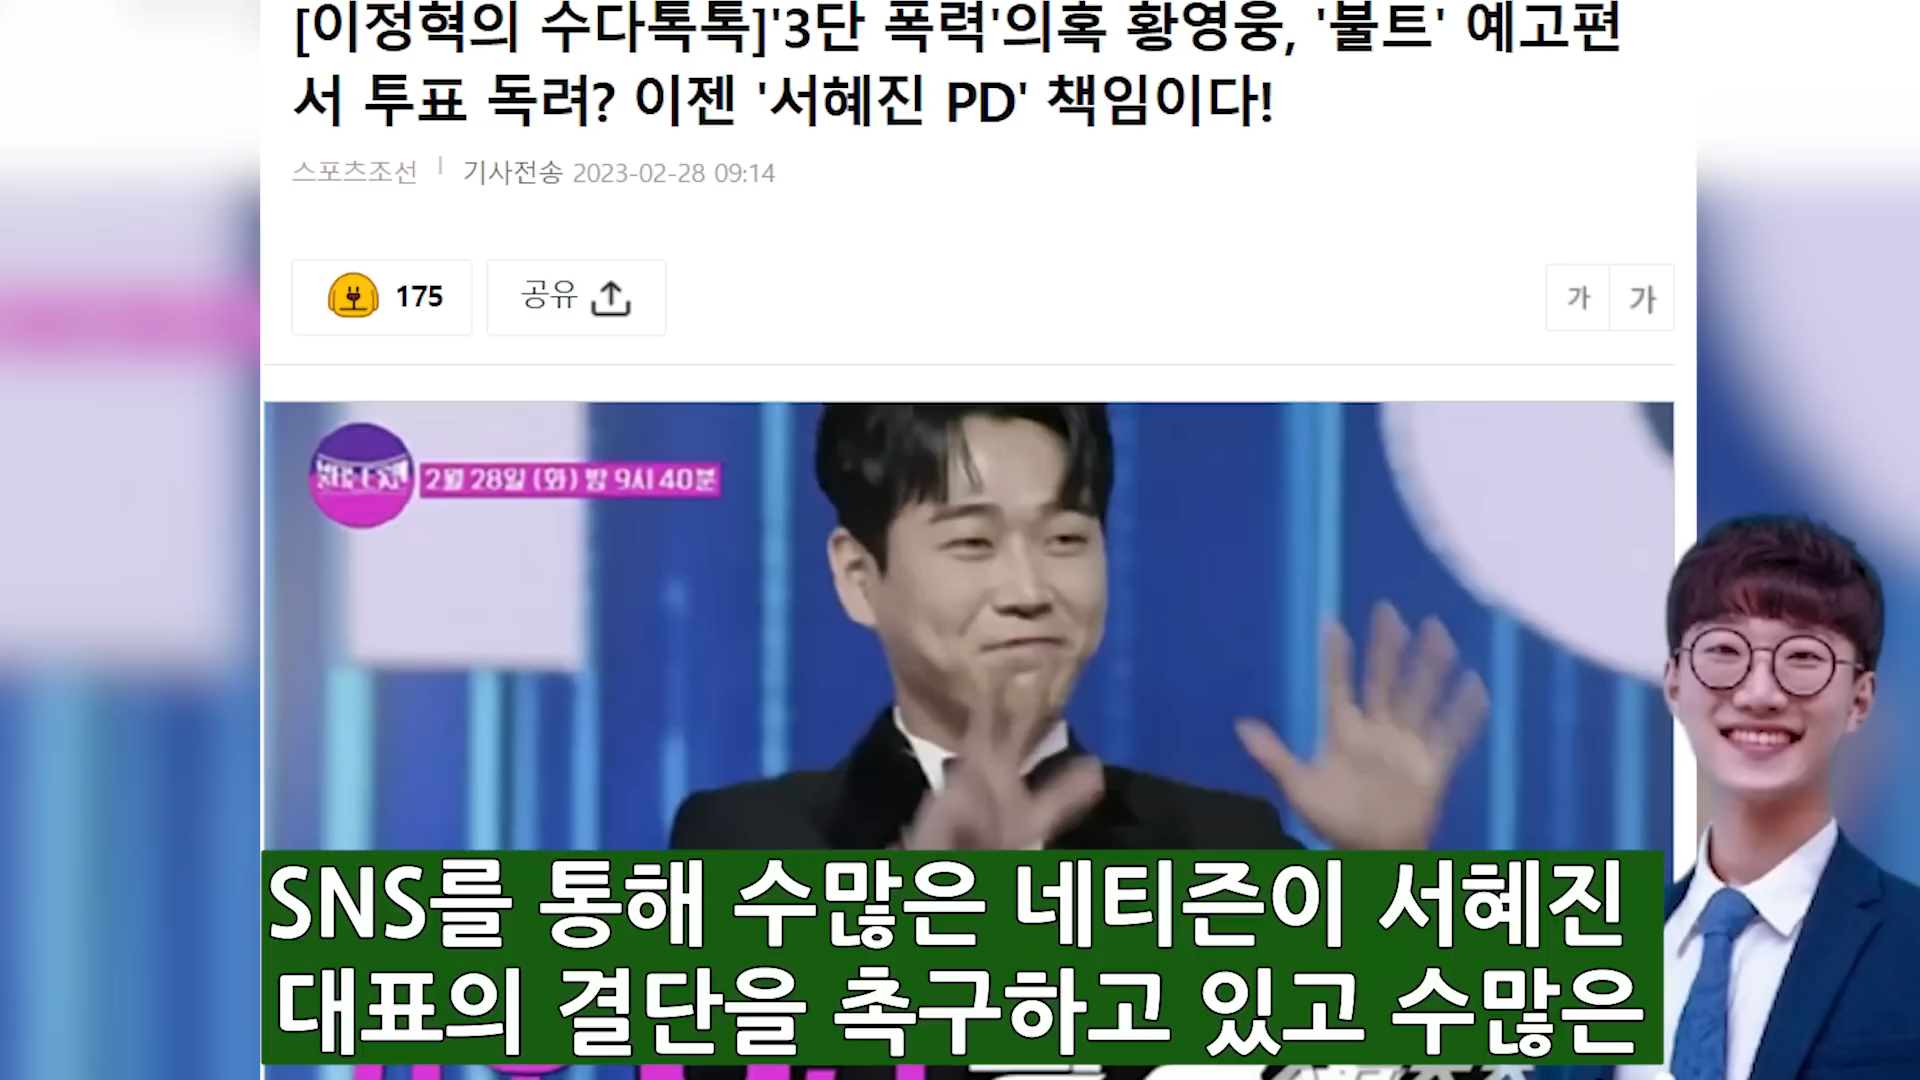 [이정혁의 수다톡톡]'3단 폭력'의혹 황영웅, '불트' 예고편
서 투표 독려? 이젠 '서혜진 PD' 책임이다!
스포츠조선 | 기사전송 2023-02-28 09:14
175
공유
가 가
2월 28일 (화) 밤 9시 40분
SNS를 통해 수많은 네티즌이 서혜진
대표의 결단을 촉구하고 있고 수많은